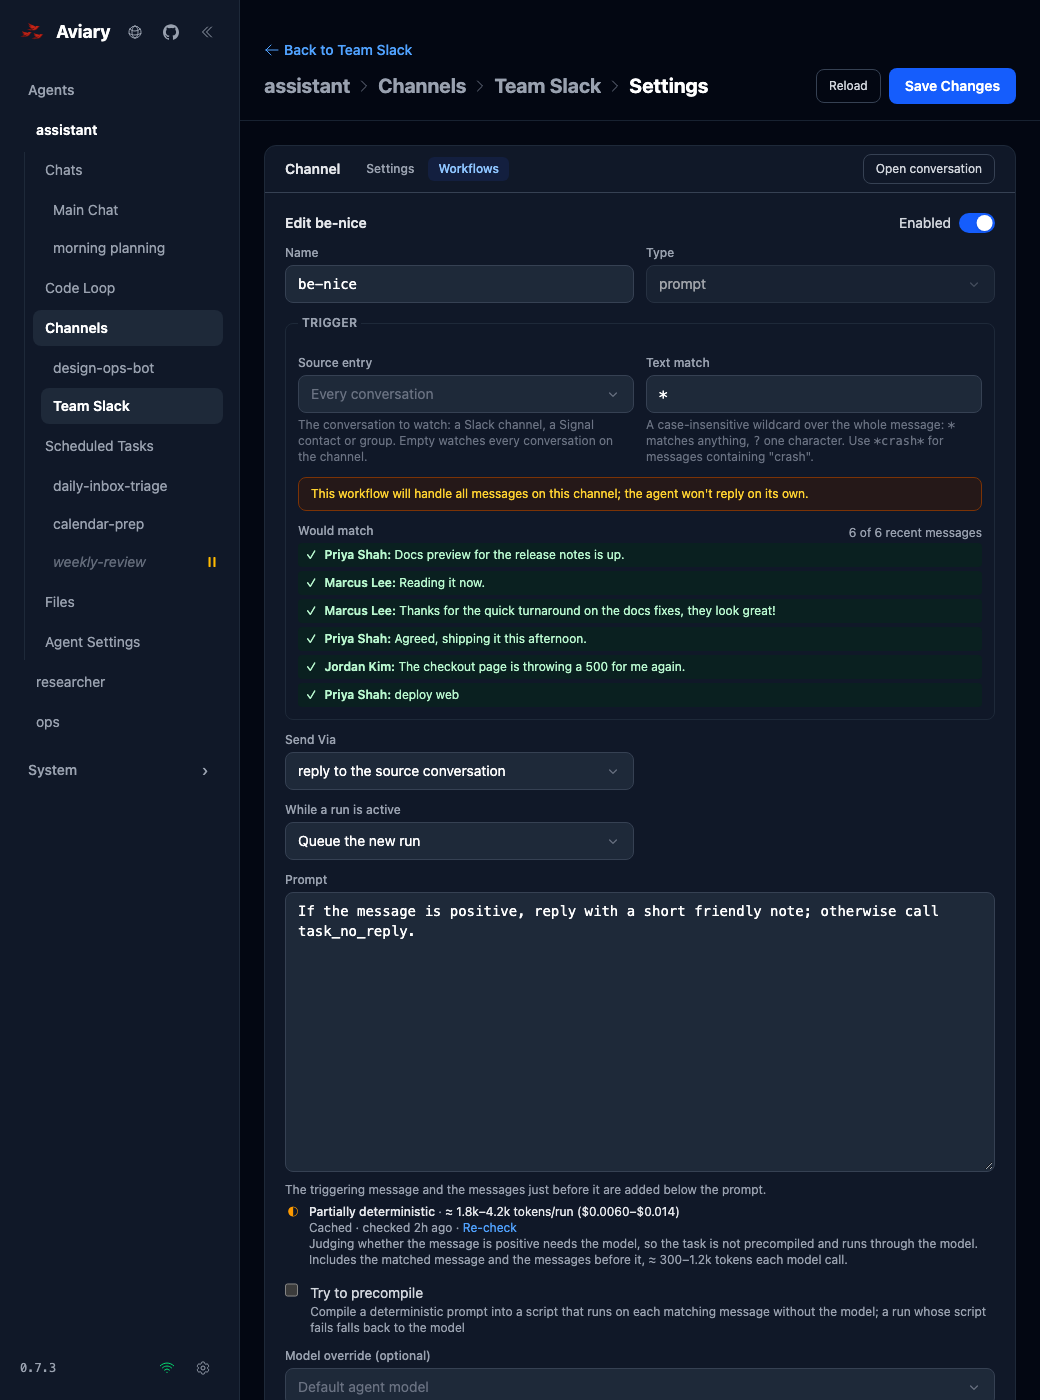 Aviary
Agents
assistant
Chats
Main Chat
morning planning
Code Loop
Channels
design-ops-bot
Team Slack
Scheduled Tasks
daily-inbox-triage
calendar-prep
weekly-review
Files
Agent Settings
researcher
ops
System
0.7.3
Back to Team Slack
assistant > Channels > Team Slack > Settings
Reload
Save Changes
Channel
Settings
Workflows
Open conversation
Edit be-nice
Enabled
Name
Type
be-nice
prompt
TRIGGER
Source entry
Text match
Every conversation
*
The conversation to watch: a Slack channel, a Signal
contact or group. Empty watches every conversation on
the channel.
A case-insensitive wildcard over the whole message: *
matches anything, ? one character. Use *crash* for
messages containing "crash".
This workflow will handle all messages on this channel; the agent won't reply on its own.
Would match
6 of 6 recent messages
✓ Priya Shah: Docs preview for the release notes is up.
✓ Marcus Lee: Reading it now.
✓ Marcus Lee: Thanks for the quick turnaround on the docs fixes, they look great!
✓ Priya Shah: Agreed, shipping it this afternoon.
✓ Jordan Kim: The checkout page is throwing a 500 for me again.
✓ Priya Shah: deploy web
Send Via
reply to the source conversation
While a run is active
Queue the new run
Prompt
If the message is positive, reply with a short friendly note; otherwise call
task_no_reply.
The triggering message and the messages just before it are added below the prompt.
Partially deterministic · ≈ 1.8k–4.2k tokens/run ($0.0060–$0.014)
Cached · checked 2h ago · Re-check
Judging whether the message is positive needs the model, so the task is not precompiled and runs through the model.
Includes the matched message and the messages before it, ≈ 300–1.2k tokens each model call.
Try to precompile
Compile a deterministic prompt into a script that runs on each matching message without the model; a run whose script
fails falls back to the model
Model override (optional)
Default agent model